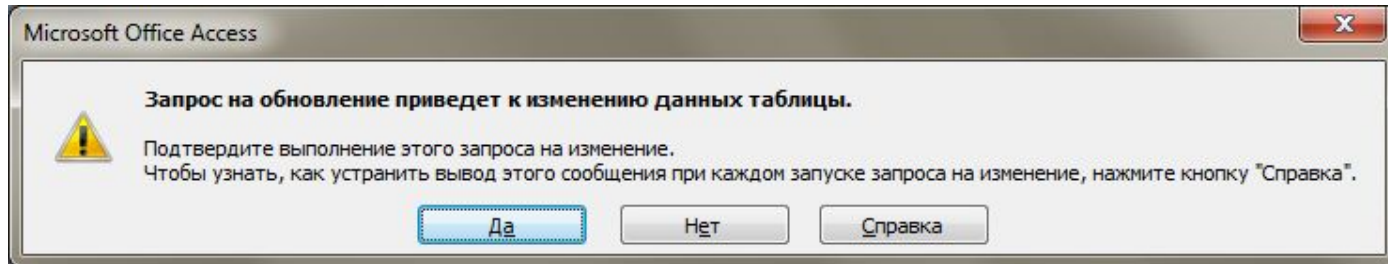 Microsoft Office Access
Запрос на обновление приведет к изменению данных таблицы.
Подтвердите выполнение этого запроса на изменение.
Чтобы узнать, как устранить вывод этого сообщения при каждом запуске запроса на изменение, нажмите кнопку "Справка".
Да Нет Справка